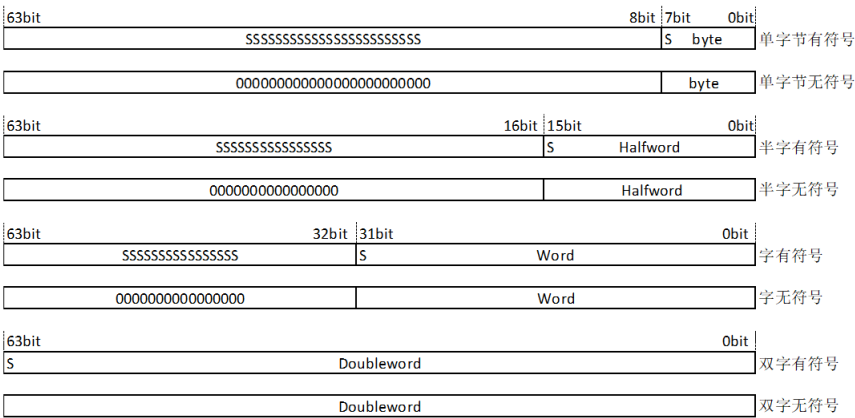 63bit 8bit 7bit 0bit
SSSSSSSSSSSSSSSSSSSSSSSS S byte 单字节有符号
000000000000000000000000 byte 单字节无符号
63bit 16bit 15bit 0bit
SSSSSSSSSSSSSSSS S Halfword 半字有符号
0000000000000000 Halfword 半字无符号
63bit 32bit 31bit 0bit
SSSSSSSSSSSSSSSS S Word 字有符号
0000000000000000 Word 字无符号
63bit 0bit
S Doubleword 双字有符号
Doubleword 双字无符号